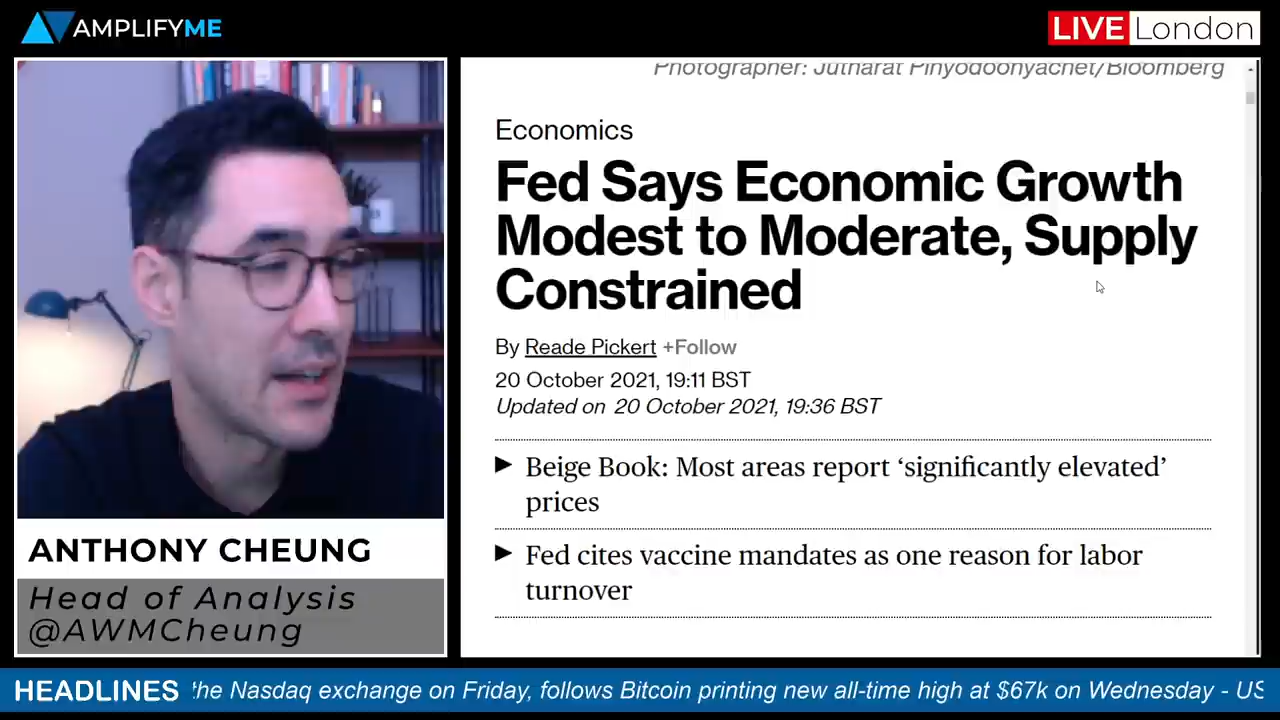 AMPLIFYME
LIVE London
Photographer: Jutharat Pinyodoonyachet/Bloomberg
Economics
Fed Says Economic Growth
Modest to Moderate, Supply
Constrained
By Reade Pickert +Follow
20 October 2021, 19:11 BST
Updated on 20 October 2021, 19:36 BST
▶ Beige Book: Most areas report ‘significantly elevated’
prices
▶ Fed cites vaccine mandates as one reason for labor
turnover
ANTHONY CHEUNG
Head of Analysis
@AWMCheung
HEADLINES the Nasdaq exchange on Friday, follows Bitcoin printing new all-time high at $67k on Wednesday - US